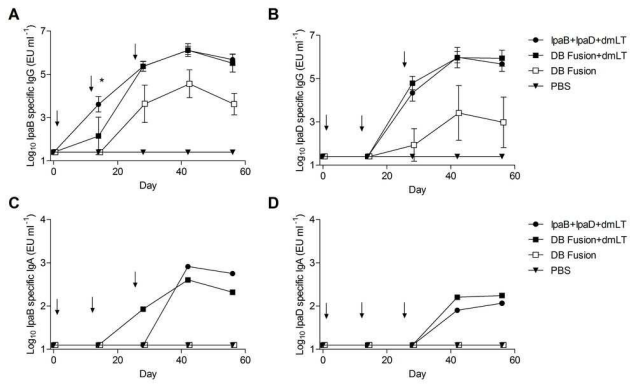 A
B
IpaB+IpaD+dmLT
DB Fusion+dmLT
DB Fusion
PBS
Log10 IpaB specific IgG (EU ml-1)
7
5
3
1
*
0
20
40
60
Day
Log10 IpaD specific IgG (EU ml-1)
7
5
3
1
0
20
40
60
Day
C
D
IpaB+IpaD+dmLT
DB Fusion+dmLT
DB Fusion
PBS
Log10 IpaB specific IgA (EU ml-1)
4
3
2
1
0
20
40
60
Day
Log10 IpaD specific IgA (EU ml-1)
4
3
2
1
0
20
40
60
Day